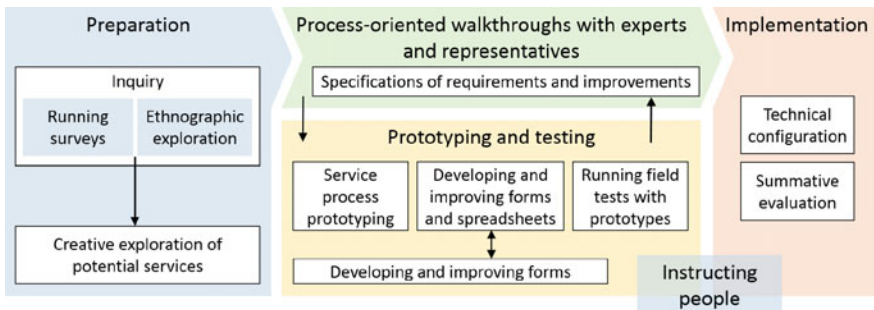 Preparation
Inquiry
Running
surveys
Ethnographic
exploration
Creative exploration of
potential services
Process-oriented walkthroughs with experts
and representatives
Specifications of requirements and improvements
Prototyping and testing
Service
process
prototyping
Developing and
improving forms
and spreadsheets
Running field
tests with
prototypes
Developing and improving forms
Instructing
people
Implementation
Technical
configuration
Summative
evaluation